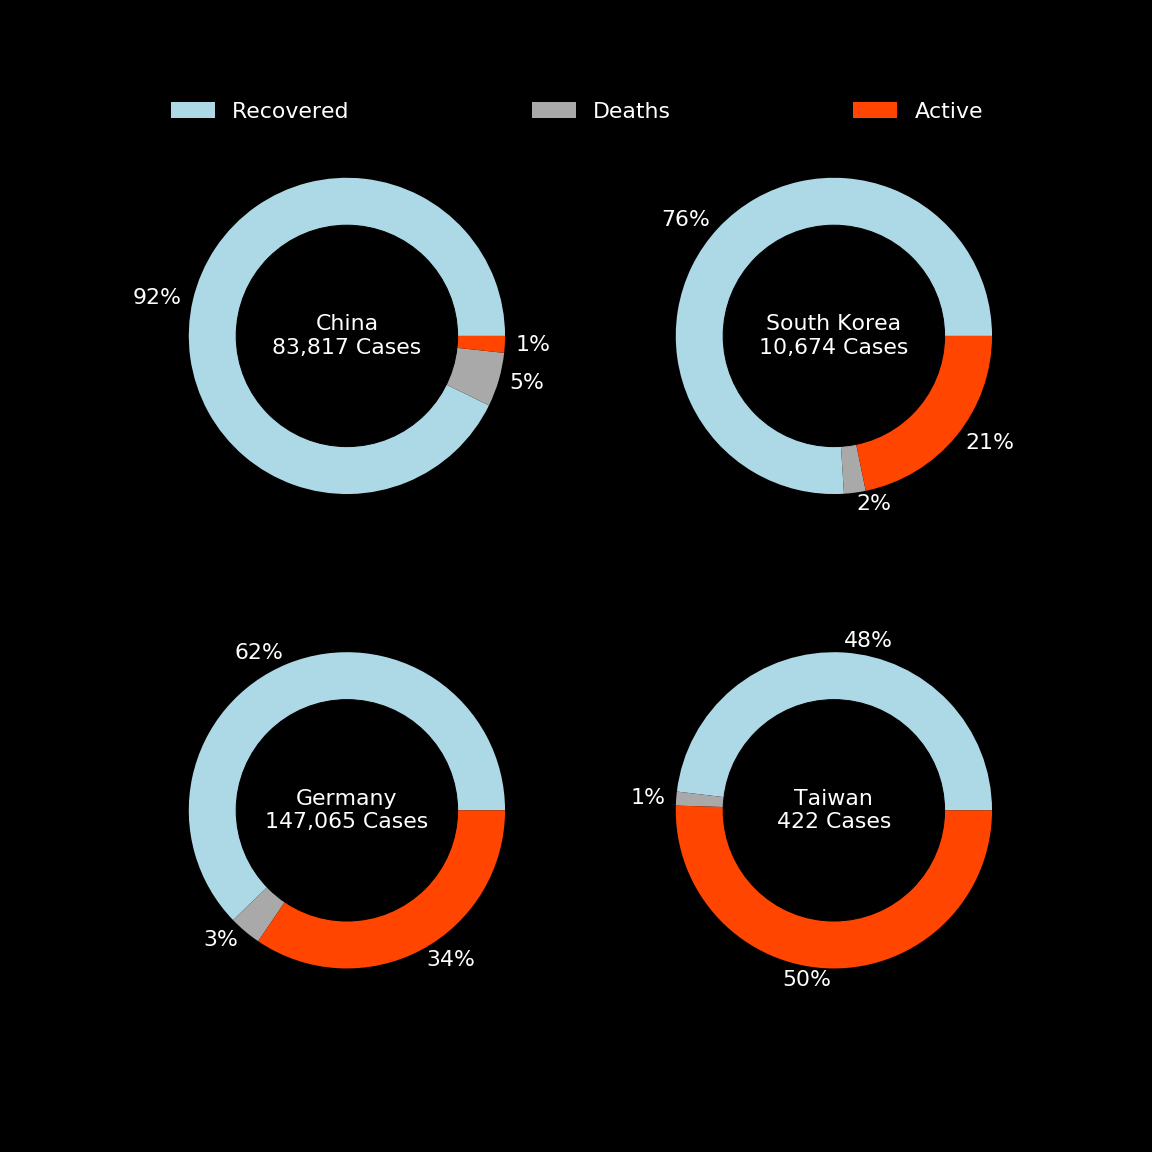 Recovered
Deaths
Active
92%
China
83,817 Cases
1%
5%
76%
South Korea
10,674 Cases
21%
2%
62%
Germany
147,065 Cases
3%
34%
48%
1%
Taiwan
422 Cases
50%